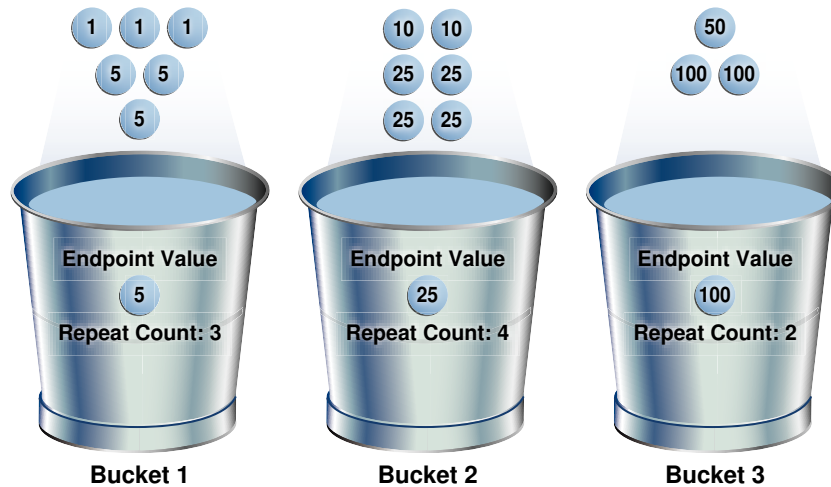 1 1 1
5 5
5
Endpoint Value
5
Repeat Count: 3
Bucket 1
10 10
25 25
25 25
Endpoint Value
25
Repeat Count: 4
Bucket 2
50
100 100
Endpoint Value
100
Repeat Count: 2
Bucket 3